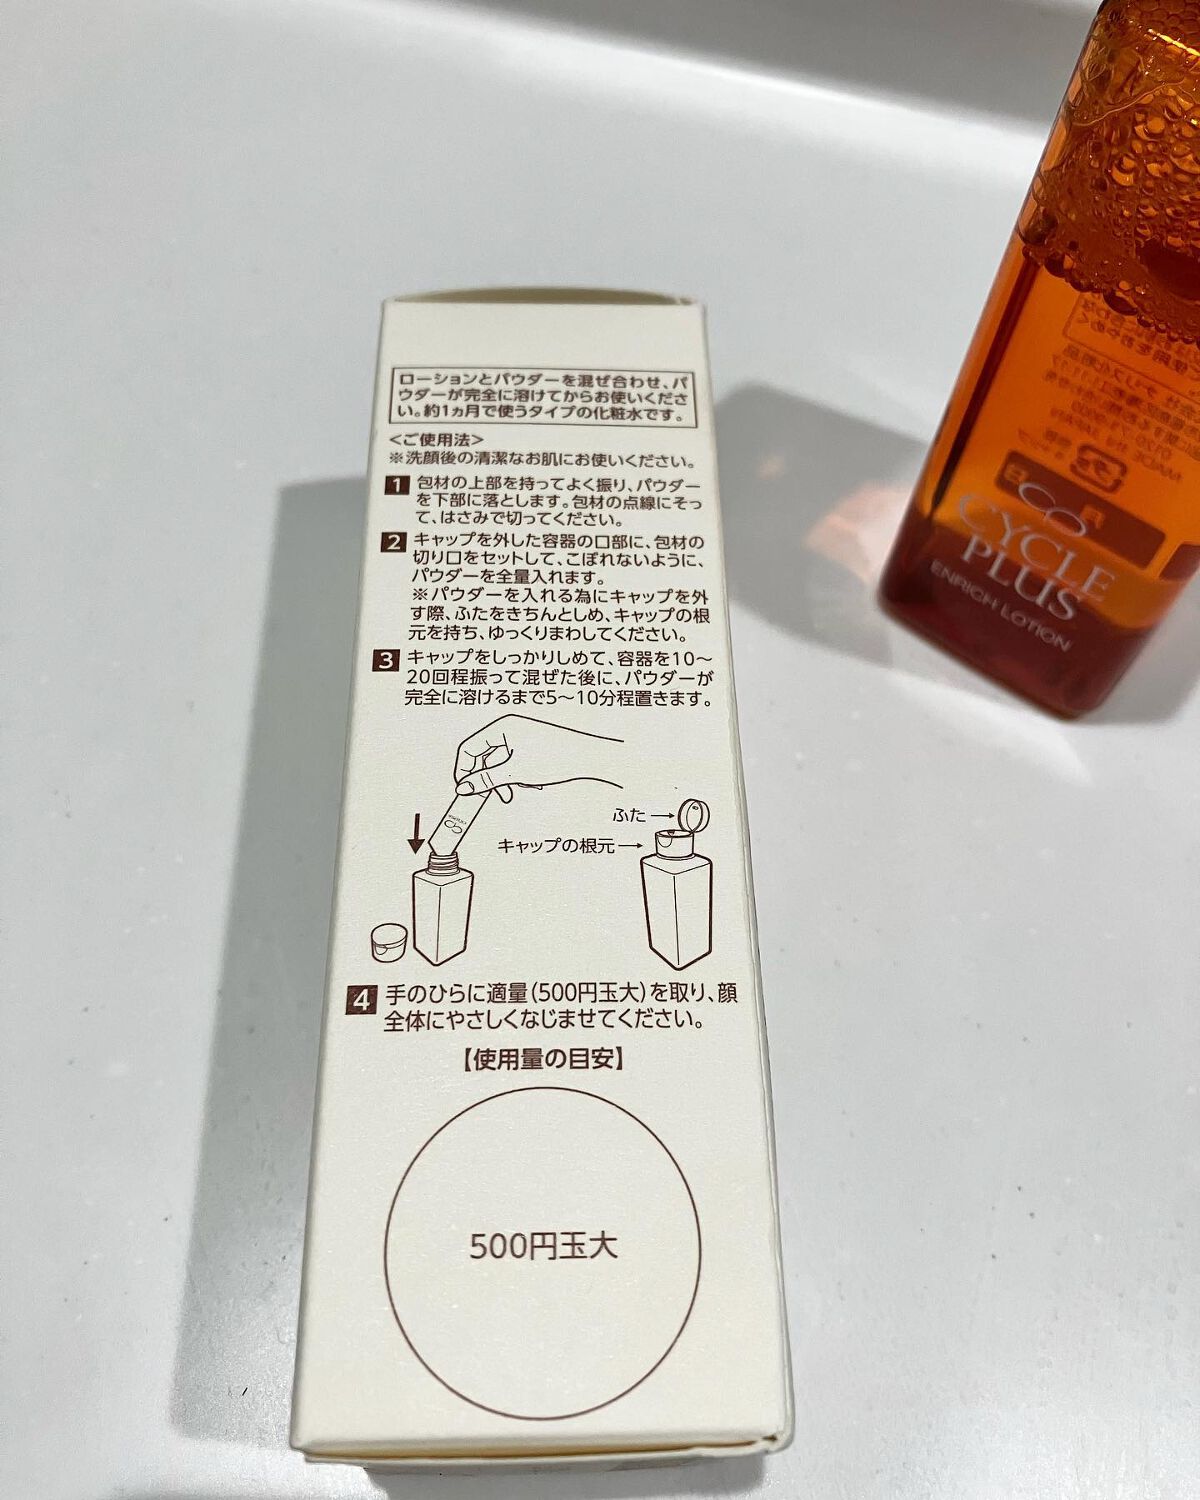 ローションとパウダーを混ぜ合わせ、パ
ウダーが完全に溶けてからお使いくださ
い。約1ヵ月で使うタイプの化粧水です。
<ご使用法>
※洗顔後の清潔なお肌にお使いください。
1 包材の上部を持ってよく振り、パウダー
を下部に落とします。包材の点線にそっ
て、はさみで切ってください。
2 キャップを外した容器の口部に、包材の
切り口をセットして、こぼれないように、
パウダーを全量入れます。
※パウダーを入れる為にキャップを外
す際、ふたをきちんとしめ、キャップの根
元を持ち、ゆっくりまわしてください。
3 キャップをしっかりしめて、容器を10〜
20回程振って混ぜた後に、パウダーが
完全に溶けるまで5〜10分程置きます。
ふた
キャップの根元
4 手のひらに適量(500円玉大)を取り、顔
全体にやさしくなじませてください。
【使用量の目安】
500円玉大
CYCLE
PLUS
ENRICH LOTION